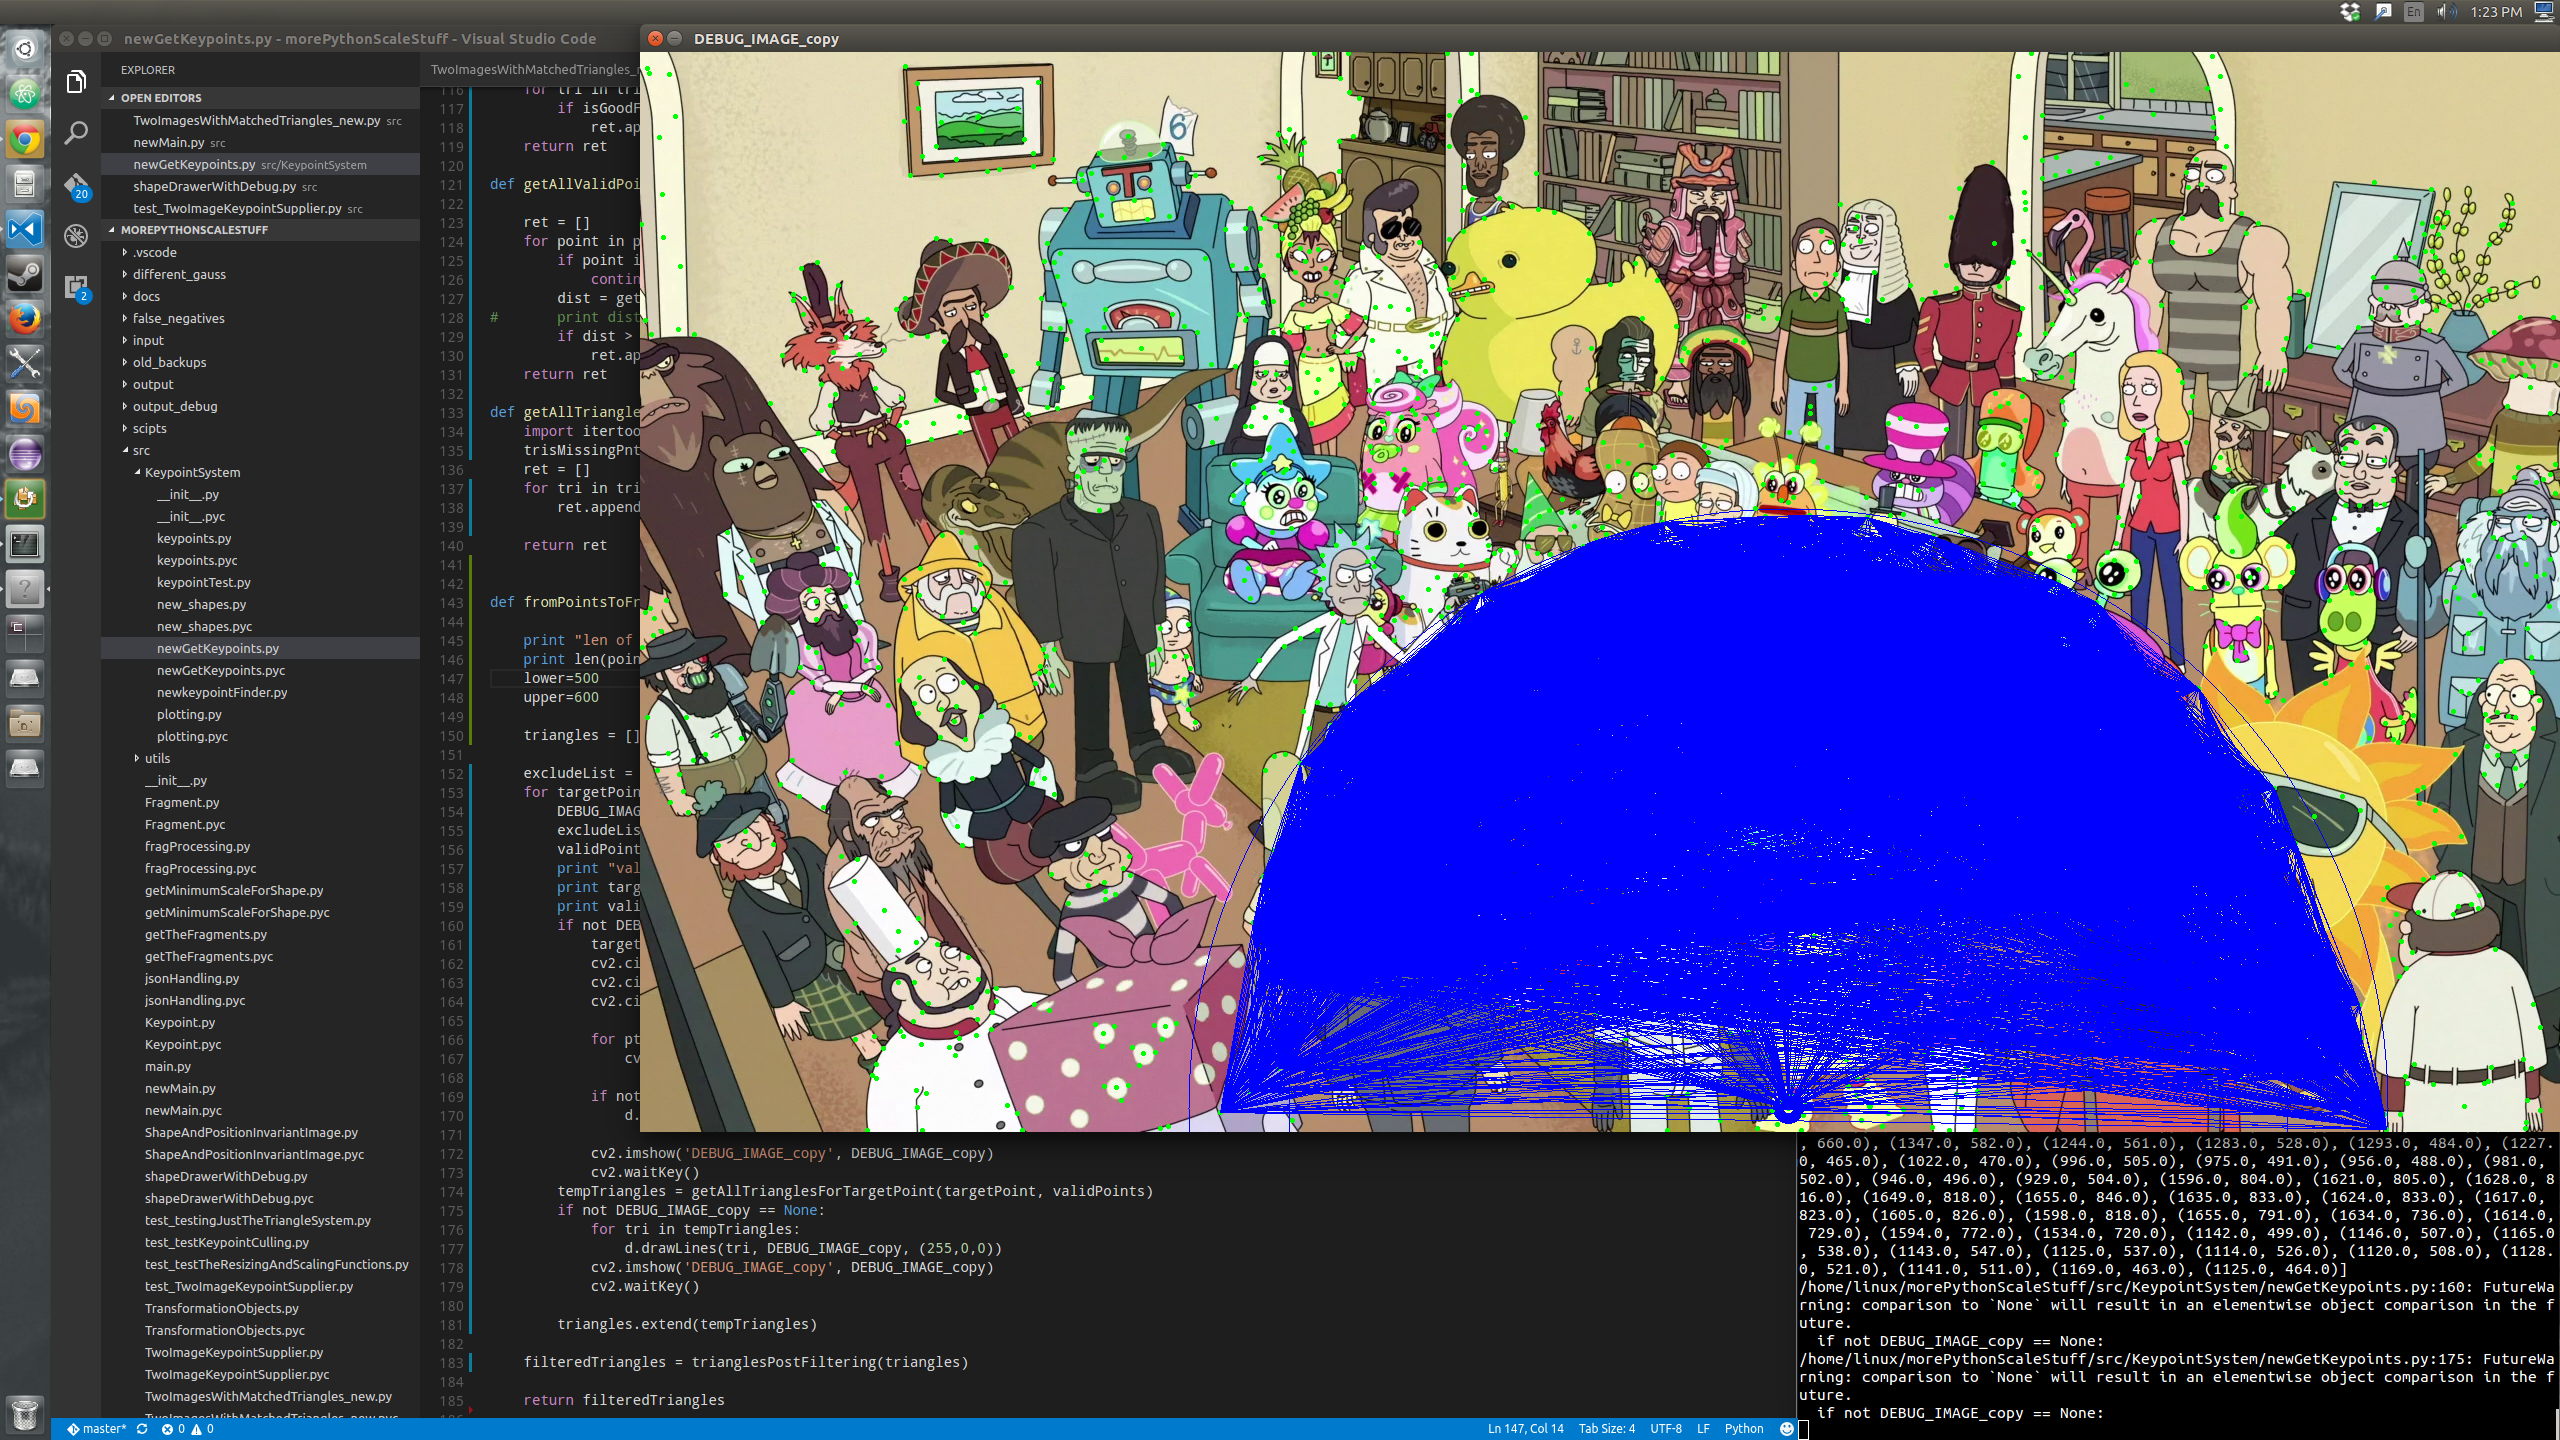 En
1:23 PM
newGetKeypoints.py - morePythonScaleStuff - Visual Studio Code
DEBUG_IMAGE_copy
EXPLORER
OPEN EDITORS
TwoImagesWithMatchedTriangles_new.py src
newMain.py src
newGetKeypoints.py src/KeypointSystem
shapeDrawerWithDebug.py src
test_TwoImageKeypointSupplier.py src
MOREPYTHONSCALESTUFF
.vscode
different_gauss
docs
false_negatives
input
old_backups
output
output_debug
scipts
src
KeypointSystem
__init__.py
__init__.pyc
keypoints.py
keypoints.pyc
keypointTest.py
new_shapes.py
new_shapes.pyc
newGetKeypoints.py
newGetKeypoints.pyc
newkeypointFinder.py
plotting.py
plotting.pyc
utils
__init__.py
Fragment.py
Fragment.pyc
fragProcessing.py
fragProcessing.pyc
getMinimumScaleForShape.py
getMinimumScaleForShape.pyc
getTheFragments.py
getTheFragments.pyc
jsonHandling.py
jsonHandling.pyc
Keypoint.py
Keypoint.pyc
main.py
newMain.py
newMain.pyc
ShapeAndPositionInvariantImage.py
ShapeAndPositionInvariantImage.pyc
shapeDrawerWithDebug.py
shapeDrawerWithDebug.pyc
test_testingJustTheTriangleSystem.py
test_testKeypointCulling.py
test_testTheResizingAndScalingFunctions.py
test_TwoImageKeypointSupplier.py
TransformationObjects.py
TransformationObjects.pyc
TwoImageKeypointSupplier.py
TwoImageKeypointSupplier.pyc
TwoImagesWithMatchedTriangles_new.py
20
2
TwoImagesWithMatchedTriangles_n
116 for tri in tri
117 if isGoodF
118 ret.ap
119 return ret
120
121 def getAllValidPoi
122
123 ret = []
124 for point in p
125 if point i
126 contin
127 dist = get
128 # print dist
129 if dist >
130 ret.ap
131 return ret
132
133 def getAllTriangle
134 import itertoo
135 trisMissingPnt
136 ret = []
137 for tri in tri
138 ret.append
139
140 return ret
141
142
143 def fromPointsToFr
144
145 print "len of
146 print len(poin
147 lower=500
148 upper=600
149
150 triangles = []
151
152 excludeList =
153 for targetPoin
154 DEBUG_IMAG
155 excludeLis
156 validPoint
157 print "val
158 print targ
159 print vali
160 if not DEB
161 target
162 cv2.ci
163 cv2.ci
164 cv2.ci
165
166 for pt
167 cv
168
169 if not
170 d.
171
172 cv2.imshow('DEBUG_IMAGE_copy', DEBUG_IMAGE_copy)
173 cv2.waitKey()
174 tempTriangles = getAllTrianglesForTargetPoint(targetPoint, validPoints)
175 if not DEBUG_IMAGE_copy == None:
176 for tri in tempTriangles:
177 d.drawLines(tri, DEBUG_IMAGE_copy, (255,0,0))
178 cv2.imshow('DEBUG_IMAGE_copy', DEBUG_IMAGE_copy)
179 cv2.waitKey()
180
181 triangles.extend(tempTriangles)
182
183 filteredTriangles = trianglesPostFiltering(triangles)
184
185 return filteredTriangles
6
, 660.0), (1347.0, 582.0), (1244.0, 561.0), (1283.0, 528.0), (1293.0, 484.0), (1227.
0, 465.0), (1022.0, 470.0), (996.0, 505.0), (975.0, 491.0), (956.0, 488.0), (981.0,
502.0), (946.0, 496.0), (929.0, 504.0), (1596.0, 804.0), (1621.0, 805.0), (1628.0, 8
16.0), (1649.0, 818.0), (1655.0, 846.0), (1635.0, 833.0), (1624.0, 833.0), (1617.0,
823.0), (1605.0, 826.0), (1598.0, 818.0), (1655.0, 791.0), (1634.0, 736.0), (1614.0,
729.0), (1594.0, 772.0), (1534.0, 720.0), (1142.0, 499.0), (1146.0, 507.0), (1165.0
, 538.0), (1143.0, 547.0), (1125.0, 537.0), (1114.0, 526.0), (1120.0, 508.0), (1128.
0, 521.0), (1141.0, 511.0), (1169.0, 463.0), (1125.0, 464.0)]
/home/linux/morePythonScaleStuff/src/KeypointSystem/newGetKeypoints.py:160: FutureWa
rning: comparison to `None` will result in an elementwise object comparison in the f
uture.
if not DEBUG_IMAGE_copy == None:
/home/linux/morePythonScaleStuff/src/KeypointSystem/newGetKeypoints.py:175: FutureWa
rning: comparison to `None` will result in an elementwise object comparison in the f
uture.
if not DEBUG_IMAGE_copy == None:
master* 0 0
Ln 147, Col 14 Tab Size: 4 UTF-8 LF Python